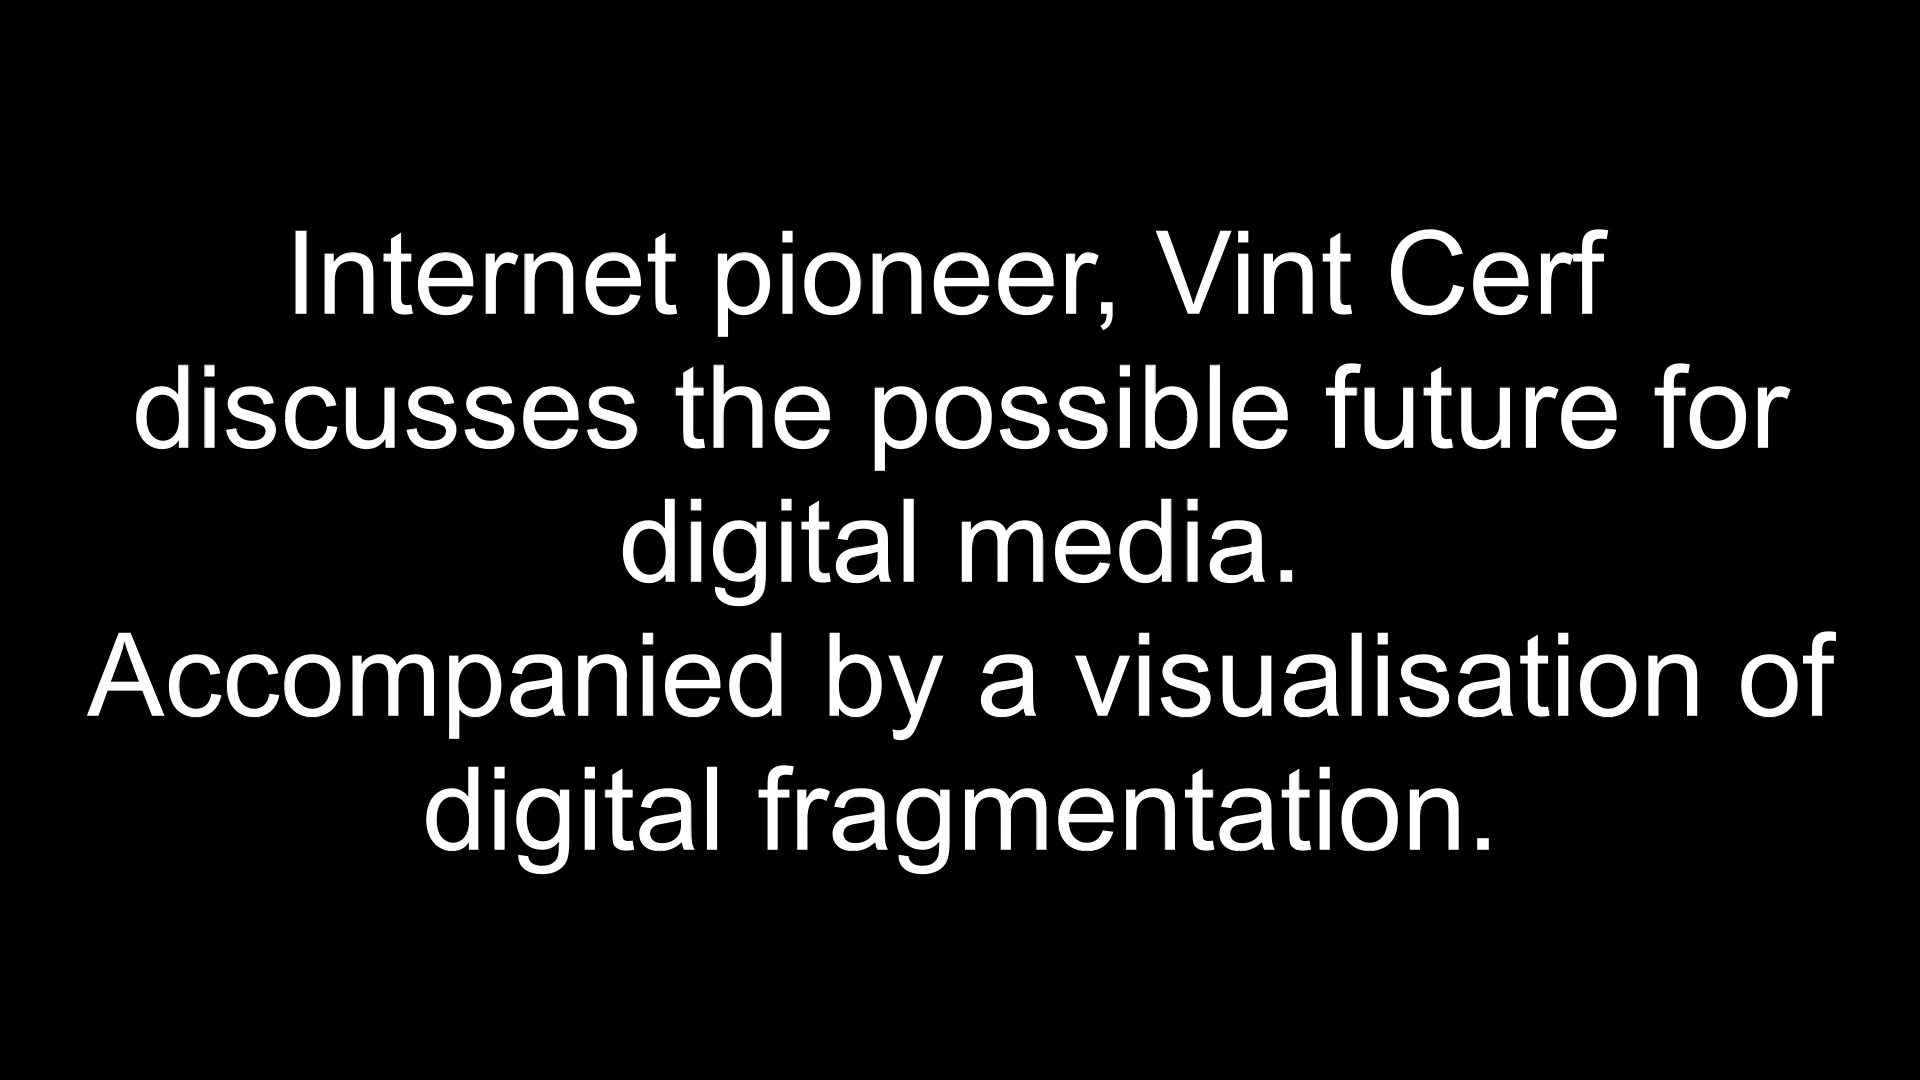 Internet pioneer, Vint Cerf
discusses the possible future for
digital media.
Accompanied by a visualisation of
digital fragmentation.